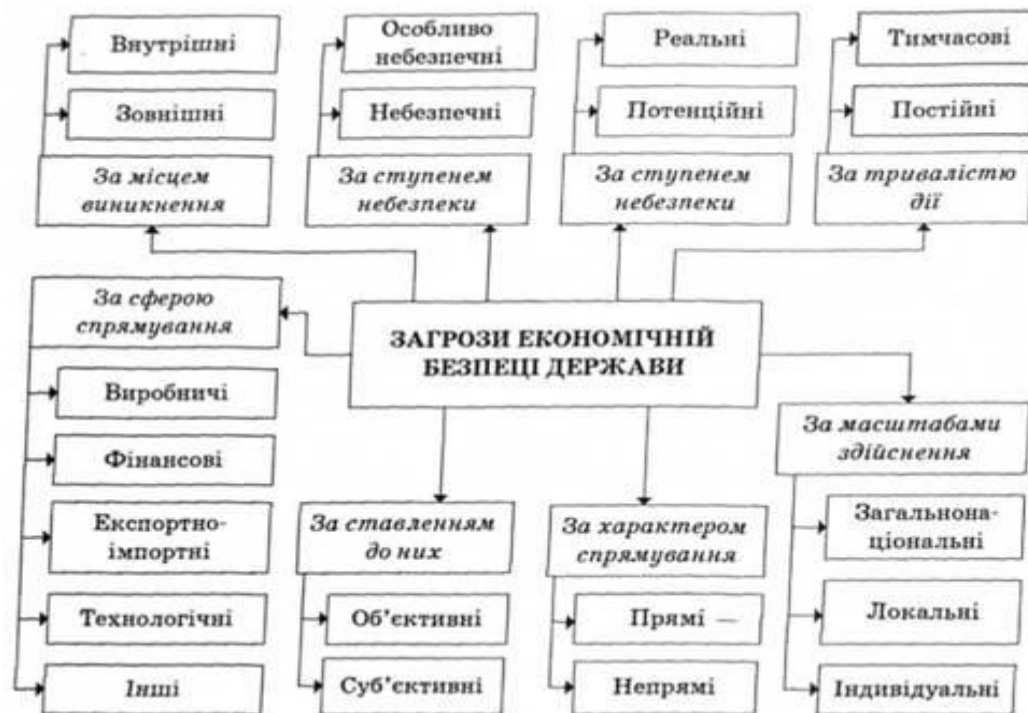 Внутрішні
Зовнішні
За місцем
виникнення
Особливо
небезпечні
Небезпечні
За ступенем
небезпеки
Реальні
Потенційні
За ступенем
небезпеки
Тимчасові
Постійні
За тривалістю
дії
ЗАГРОЗИ ЕКОНОМІЧНІЙ
БЕЗПЕЦІ ДЕРЖАВИ
За сферою
спрямування
Виробничі
Фінансові
Експортно-
імпортні
Технологічні
Інші
За ставленням
до них
Об’єктивні
Суб’єктивні
За характером
спрямування
Прямі —
Непрямі
За масштабами
здійснення
Загальнона-
ціональні
Локальні
Індивідуальні